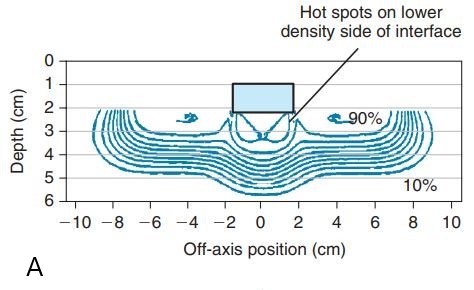 Hot spots on lower
density side of interface
0
1
2
3
4
5
6
Depth (cm)
90%
10%
−10 −8 −6 −4 −2 0 2 4 6 8 10
Off-axis position (cm)
A